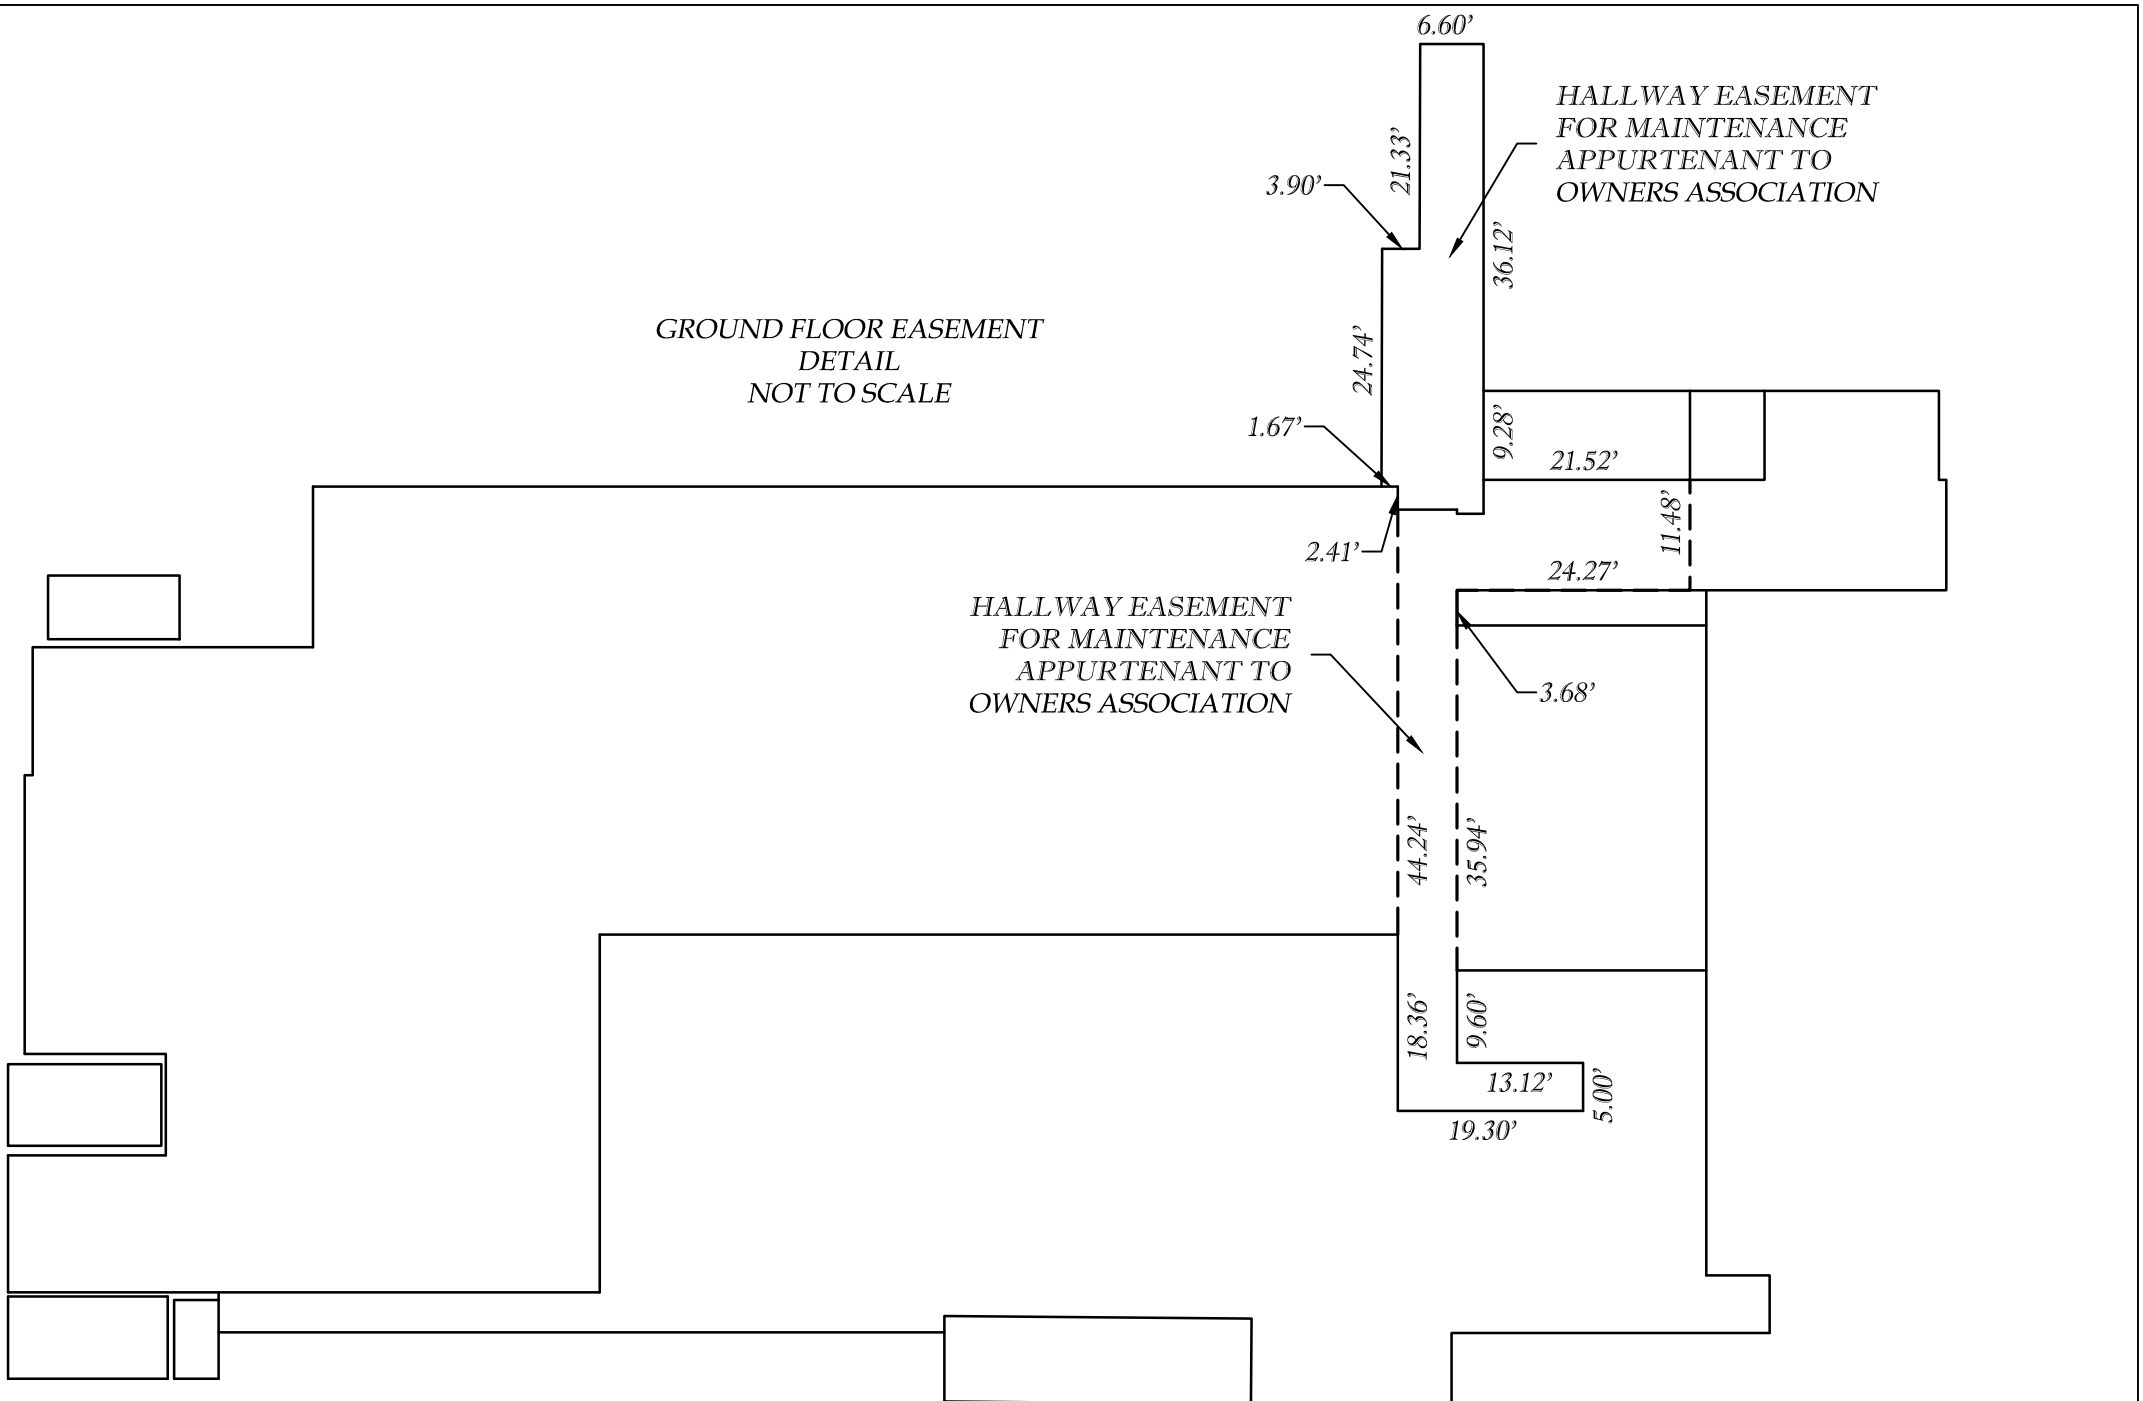 6.60’
HALLWAY EASEMENT
FOR MAINTENANCE
APPURTENANT TO
OWNERS ASSOCIATION
21.33’
3.90’
36.12’
GROUND FLOOR EASEMENT
DETAIL
NOT TO SCALE
24.74’
1.67’
9.28’
21.52’
11.48’
2.41’
24.27’
HALLWAY EASEMENT
FOR MAINTENANCE
APPURTENANT TO
OWNERS ASSOCIATION
3.68’
44.24’
35.94’
18.36’
9.60’
13.12’
5.00’
19.30’